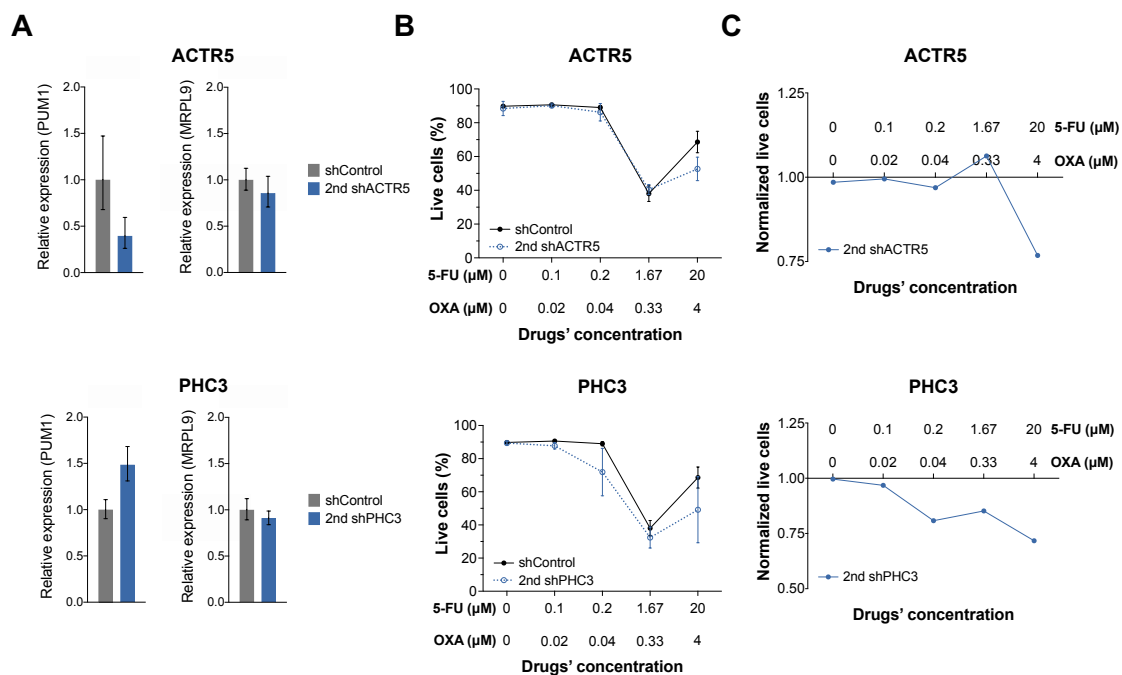 A
ACTR5
Relative expression (PUM1)
2.0
1.5
1.0
0.5
0.0
Relative expression (MRPL9)
2.0
1.5
1.0
0.5
0.0
shControl
2nd shACTR5
PHC3
Relative expression (PUM1)
2.0
1.5
1.0
0.5
0.0
Relative expression (MRPL9)
2.0
1.5
1.0
0.5
0.0
shControl
2nd shPHC3
B
ACTR5
Live cells (%)
100
80
60
40
20
0
shControl
2nd shACTR5
5-FU (μM) 0 0.1 0.2 1.67 20
OXA (μM) 0 0.02 0.04 0.33 4
Drugs’ concentration
PHC3
Live cells (%)
100
80
60
40
20
0
shControl
2nd shPHC3
5-FU (μM) 0 0.1 0.2 1.67 20
OXA (μM) 0 0.02 0.04 0.33 4
Drugs’ concentration
C
ACTR5
Normalized live cells
1.25
1.00
1.25
0 0.1 0.2 1.67 20 5-FU (μM)
0 0.02 0.04 0.33 4 OXA (μM)
2nd shACTR5
Drugs’ concentration
PHC3
Normalized live cells
1.25
1.00
0.75
0.50
0 0.1 0.2 1.67 20 5-FU (μM)
0 0.02 0.04 0.33 4 OXA (μM)
2nd shPHC3
Drugs’ concentration